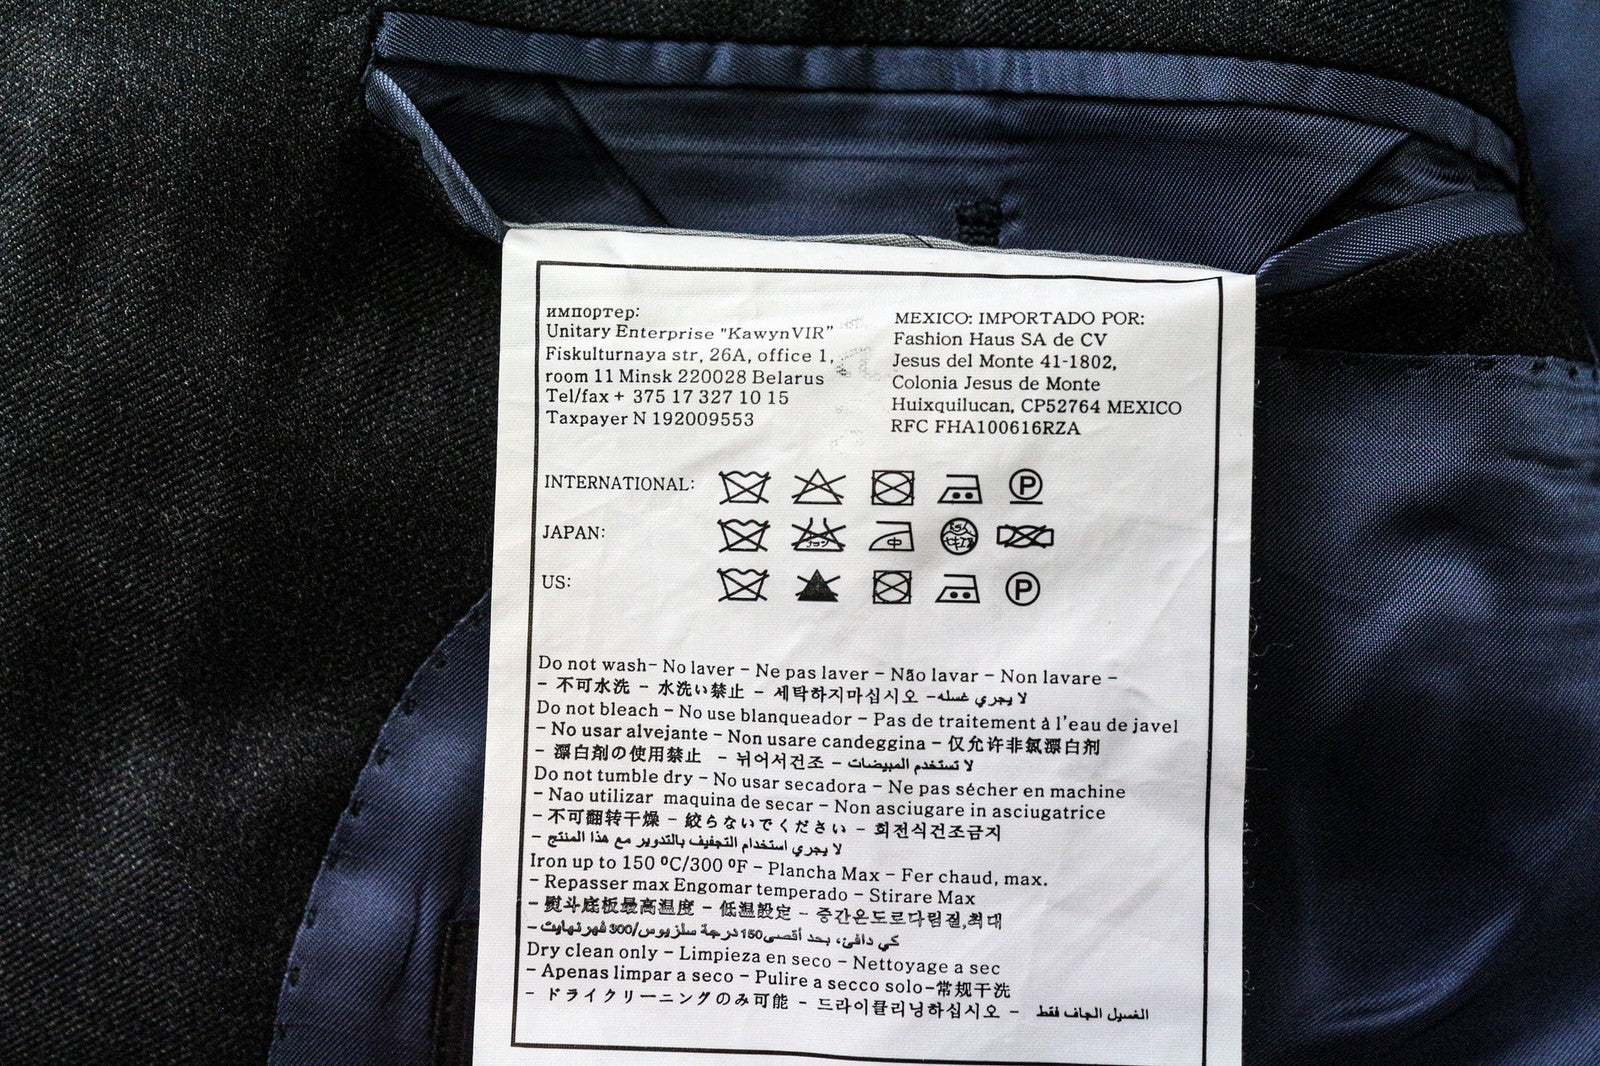 импортер:
Unitary Enterprise "KawynVIR"
Fiskulturnaya str, 26A, office 1,
room 11 Minsk 220028 Belarus
Tel/fax + 375 17 327 10 15
Taxpayer N 192009553
MEXICO: IMPORTADO POR:
Fashion Haus SA de CV
Jesus del Monte 41-1802,
Colonia Jesus de Monte
Huixquilucan, CP52764 MEXICO
RFC FHA100616RZA
INTERNATIONAL:
P
JAPAN:
中
US:
P
Do not wash- No laver - Ne pas laver - Não lavar - Non lavare -
- 不可水洗 - 水洗い禁止 - 세탁하지마십시오 -لا يجري غسله
Do not bleach - No use blanqueador - Pas de traitement à l'eau de javel
- No usar alvejante - Non usare candeggina - 仅允许非氯漂白剂
- 漂白剤の使用禁止 - 뉘어서건조 - لا تستخدم المبيضات
Do not tumble dry - No usar secadora - Ne pas sécher en machine
- Nao utilizar maquina de secar - Non asciugare in asciugatrice
- 不可翻转干燥 - 絞らないでください - 회전식건조금지
- لا يجري استخدام التجفيف بالتدوير مع هذا المنتج
Iron up to 150 ºC/300 ºF - Plancha Max - Fer chaud, max.
- Repasser max Engomar temperado - Stirare Max
- 熨斗底板最高温度 - 低温設定 - 중간온도로다림질,최대
- كي دافئ، بحد أقصى150 درجة سلزيوس/300 فهرنهايت
Dry clean only - Limpieza en seco - Nettoyage a sec
- Apenas limpar a seco - Pulire a secco solo-常规干洗
- ドライクリーニングのみ可能 - 드라이클리닝하십시오 - الغسيل الجاف فقط